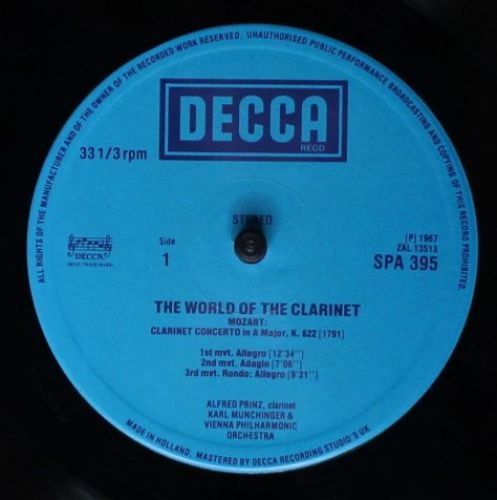 ALL RIGHTS OF THE MANUFACTURER AND OF THE OWNER OF THE RECORDED WORK RESERVED. UNAUTHORISED PUBLIC PERFORMANCE BROADCASTING AND COPYING OF THIS RECORD PROHIBITED.
DECCA
REGD
33 1/3 rpm
STEREO
Side
1
[P] 1967
ZAL 13513
SPA 395
DECCA
THE WORLD OF THE CLARINET
MOZART:
CLARINET CONCERTO in A Major, K. 622 [1791]
1st mvt. Allegro [12'34'']
2nd mvt. Adagio [7'06'']
3rd mvt. Rondo: Allegro [9'21'']
ALFRED PRINZ, clarinet
KARL MUNCHINGER &
VIENNA PHILHARMONIC
ORCHESTRA
MADE IN HOLLAND. MASTERED BY DECCA RECORDING STUDIO'S UK